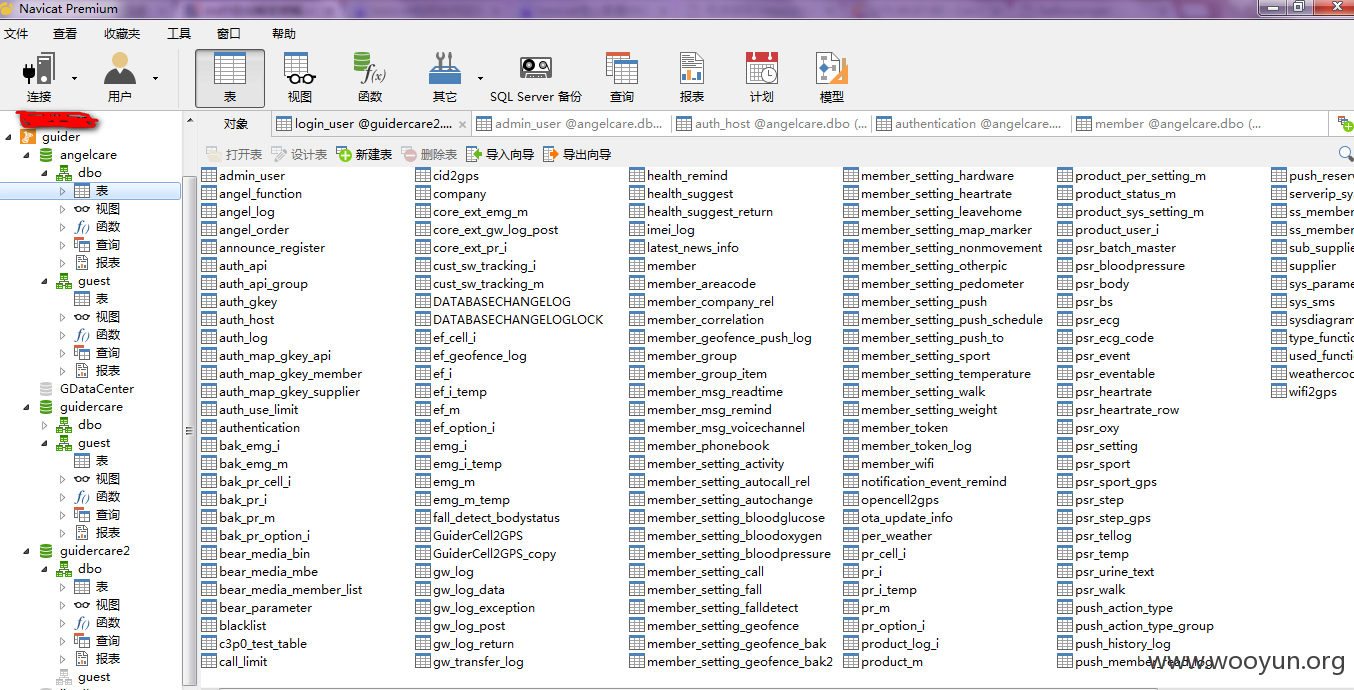 Navicat Premium
文件 查看 收藏夹 工具 窗口 帮助
连接 用户 表 视图 函数 其它 SQL Server 备份 查询 报表 计划 模型
对象 login_user @guidercare2.... admin_user @angelcare.db... auth_host @angelcare.dbo (... authentication @angelcare.... member @angelcare.dbo (...
打开表 设计表 新建表 删除表 导入向导 导出向导
guider
angelcare
dbo
表
视图
函数
查询
报表
guest
表
视图
函数
查询
报表
GDataCenter
guidercare
dbo
guest
表
视图
函数
查询
报表
guidercare2
dbo
表
视图
函数
查询
报表
guest
admin_user
angel_function
angel_log
angel_order
announce_register
auth_api
auth_api_group
auth_gkey
auth_host
auth_log
auth_map_gkey_api
auth_map_gkey_member
auth_map_gkey_supplier
auth_use_limit
authentication
bak_emg_i
bak_emg_m
bak_pr_cell_i
bak_pr_i
bak_pr_m
bak_pr_option_i
bear_media_bin
bear_media_mbe
bear_media_member_list
bear_parameter
blacklist
c3p0_test_table
call_limit
cid2gps
company
core_ext_emg_m
core_ext_gw_log_post
core_ext_pr_i
cust_sw_tracking_i
cust_sw_tracking_m
DATABASECHANGELOG
DATABASECHANGELOGLOCK
ef_cell_i
ef_geofence_log
ef_i
ef_i_temp
ef_m
ef_option_i
emg_i
emg_i_temp
emg_m
emg_m_temp
fall_detect_bodystatus
GuiderCell2GPS
GuiderCell2GPS_copy
gw_log
gw_log_data
gw_log_exception
gw_log_post
gw_log_return
gw_transfer_log
health_remind
health_suggest
health_suggest_return
imei_log
latest_news_info
member
member_areacode
member_company_rel
member_correlation
member_geofence_push_log
member_group
member_group_item
member_msg_readtime
member_msg_remind
member_msg_voicechannel
member_phonebook
member_setting_activity
member_setting_autocall_rel
member_setting_autochange
member_setting_bloodglucose
member_setting_bloodoxygen
member_setting_bloodpressure
member_setting_call
member_setting_fall
member_setting_falldetect
member_setting_geofence
member_setting_geofence_bak
member_setting_geofence_bak2
member_setting_hardware
member_setting_heartrate
member_setting_leavehome
member_setting_map_marker
member_setting_nonmovement
member_setting_otherpic
member_setting_pedometer
member_setting_push
member_setting_push_schedule
member_setting_push_to
member_setting_sport
member_setting_temperature
member_setting_walk
member_setting_weight
member_token
member_token_log
member_wifi
notification_event_remind
opencell2gps
ota_update_info
per_weather
pr_cell_i
pr_i
pr_i_temp
pr_m
pr_option_i
product_log_i
product_m
product_per_setting_m
product_status_m
product_sys_setting_m
product_user_i
psr_batch_master
psr_bloodpressure
psr_body
psr_bs
psr_ecg
psr_ecg_code
psr_event
psr_eventable
psr_heartrate
psr_heartrate_row
psr_oxy
psr_setting
psr_sport
psr_sport_gps
psr_step
psr_step_gps
psr_tellog
psr_temp
psr_urine_text
psr_walk
push_action_type
push_action_type_group
push_history_log
push_member_read_log
push_reserv
serverip_sy
ss_member
ss_member
sub_supplie
supplier
sys_parame
sys_sms
sysdiagram
type_functio
used_functi
weathercod
wifi2gps
www.wooyun.org